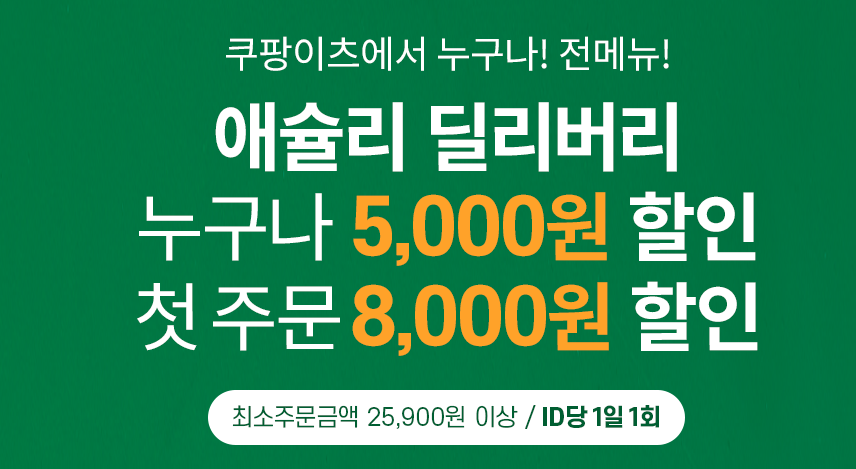 쿠팡이츠에서 누구나! 전메뉴!
애슐리 딜리버리
누구나 5,000원 할인
첫 주문 8,000원 할인
최소주문금액 25,900원 이상 / ID당 1일 1회